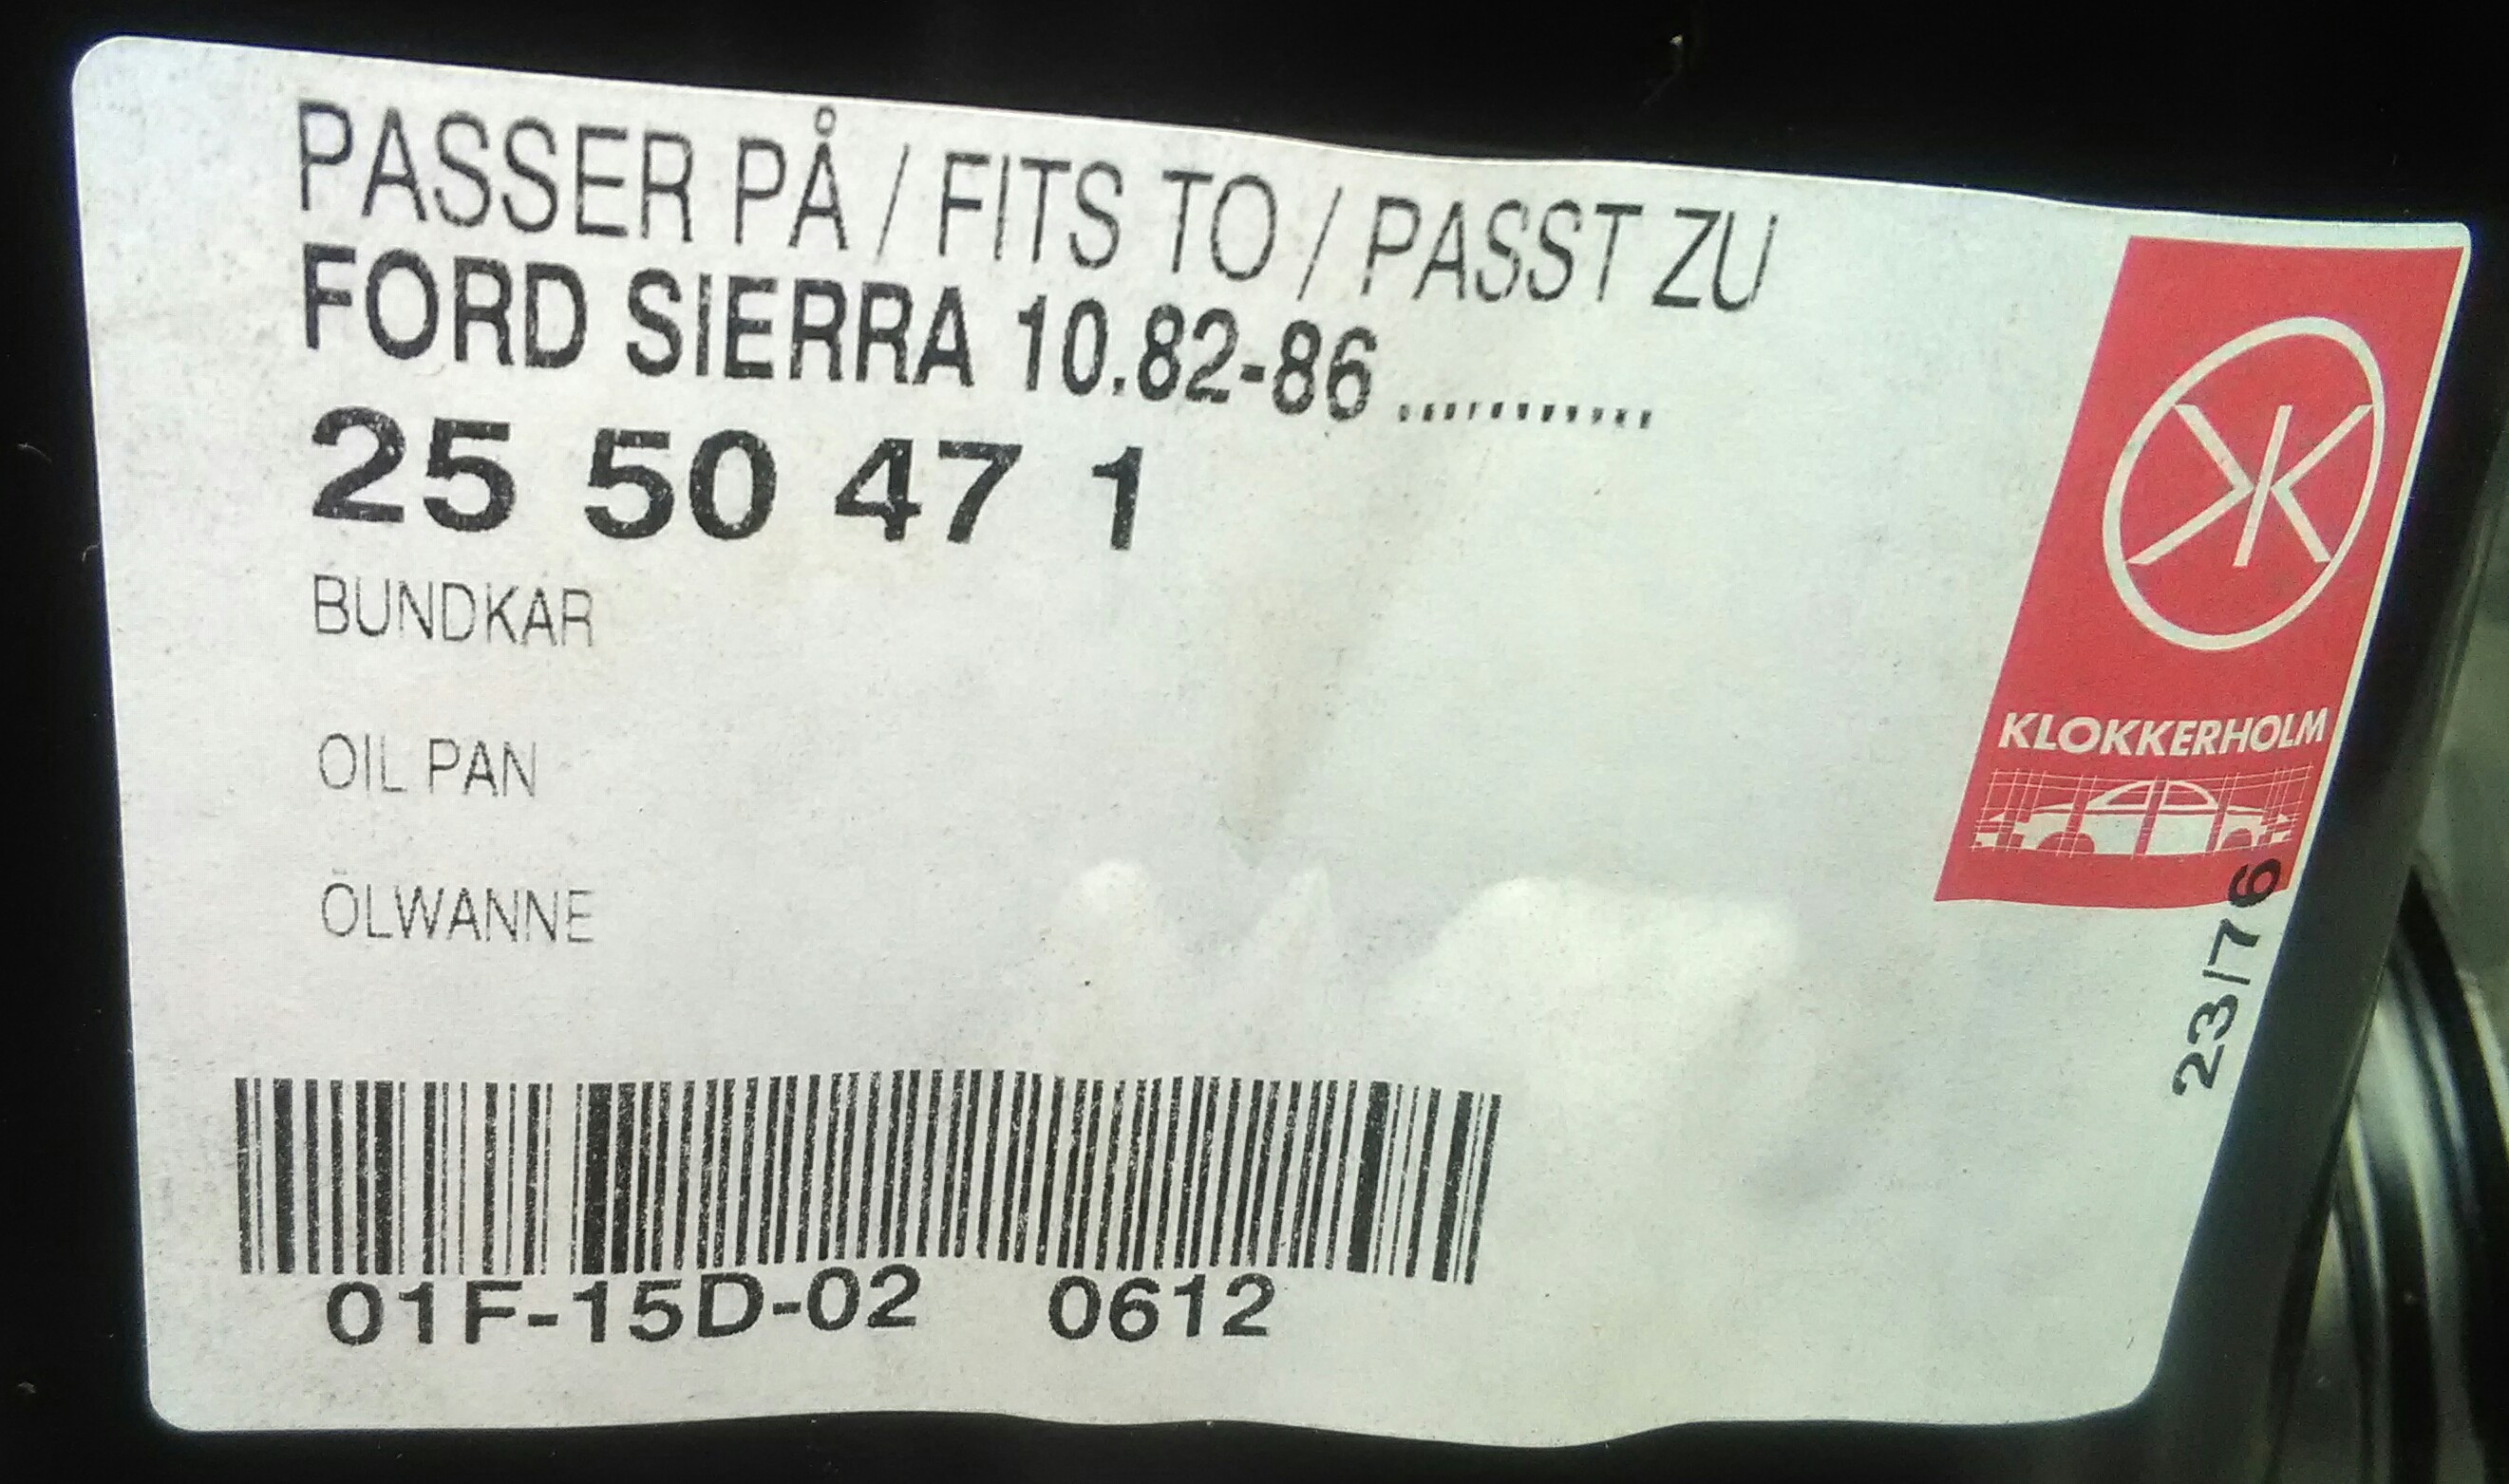 PASSER PÅ / FITS TO / PASST ZU
FORD SIERRA 10.82-86 ............
25 50 47 1
BUNDKAR
OIL PAN
ÖLWANNE
01F-15D-02 0612
KLOKKERHOLM
23/76